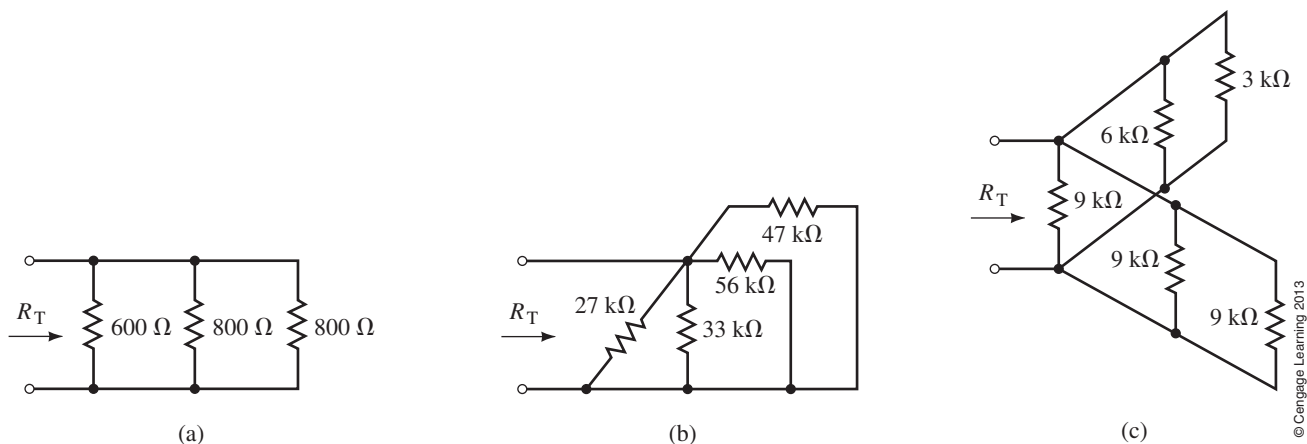 R_T
600 Ω
800 Ω
800 Ω
(a)
R_T
27 kΩ
33 kΩ
56 kΩ
47 kΩ
(b)
R_T
9 kΩ
6 kΩ
3 kΩ
9 kΩ
9 kΩ
(c)
© Cengage Learning 2013